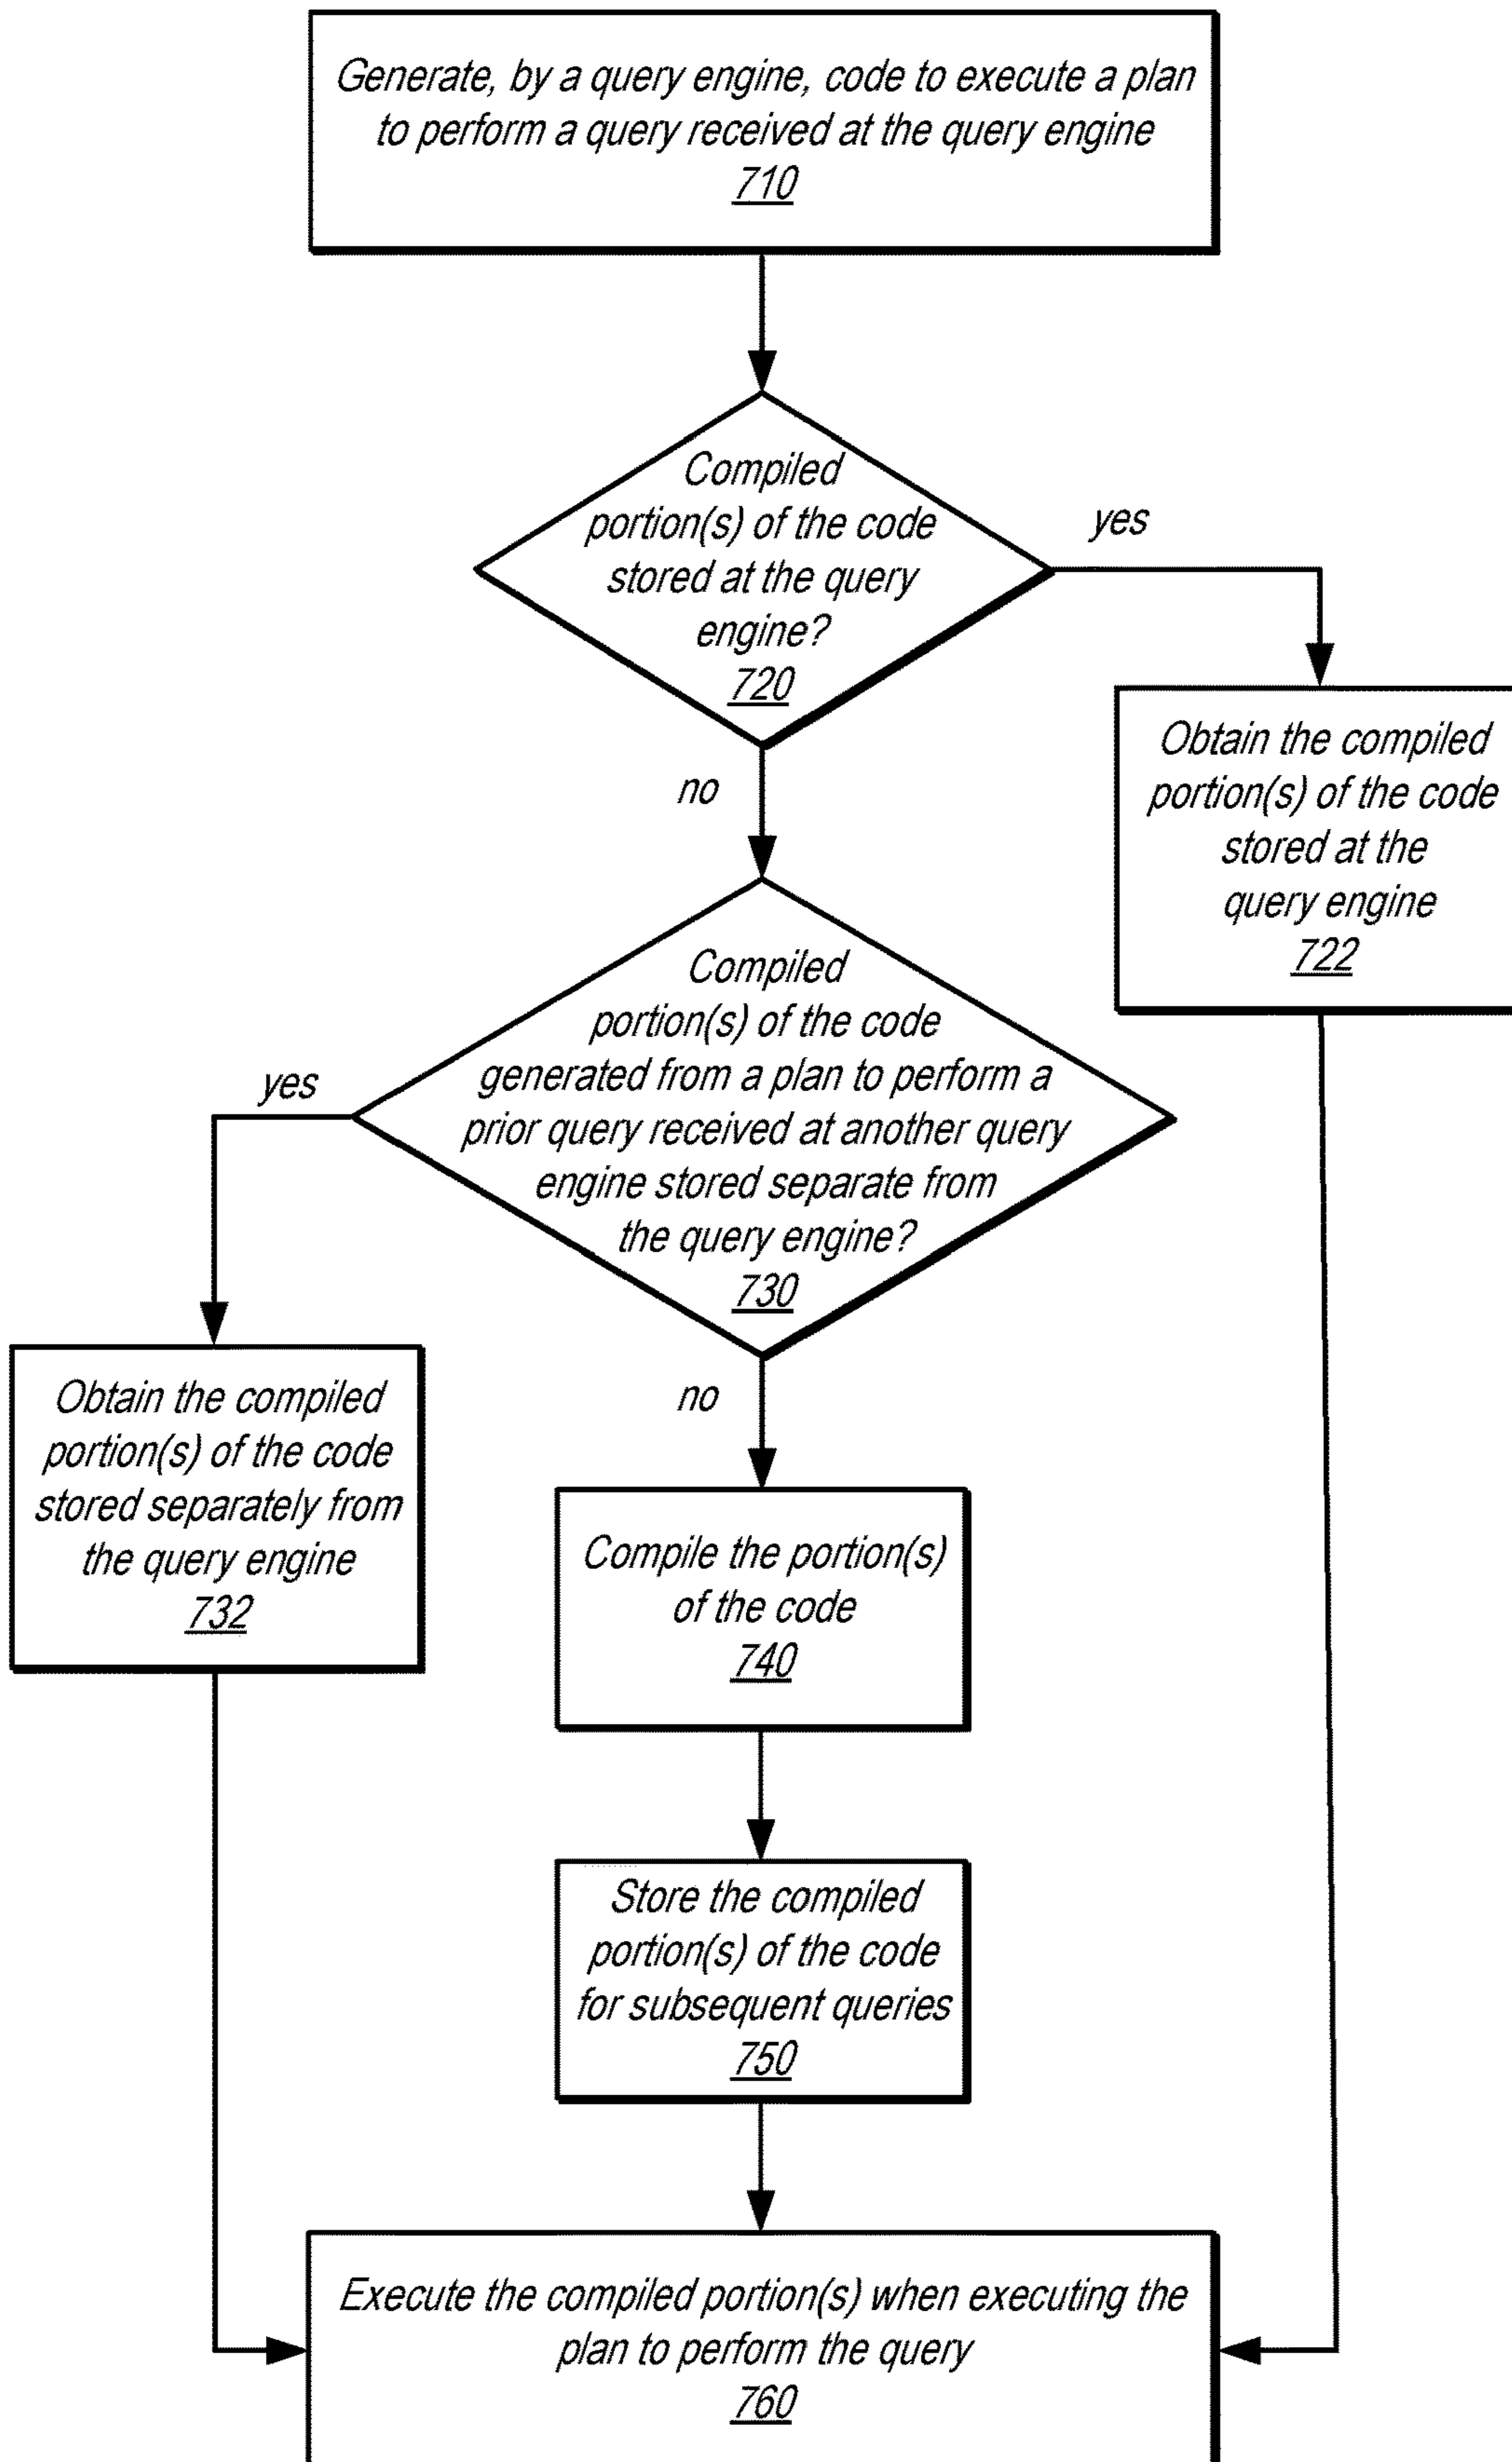 Generate, by a query engine, code to execute a plan
to perform a query received at the query engine
710
Compiled
portion(s) of the code
stored at the query
engine?
720
yes
no
Obtain the compiled
portion(s) of the code
stored at the
query engine
722
Compiled
portion(s) of the code
generated from a plan to perform a
prior query received at another query
engine stored separate from
the query engine?
730
yes
no
Obtain the compiled
portion(s) of the code
stored separately from
the query engine
732
Compile the portion(s)
of the code
740
Store the compiled
portion(s) of the code
for subsequent queries
750
Execute the compiled portion(s) when executing the
plan to perform the query
760